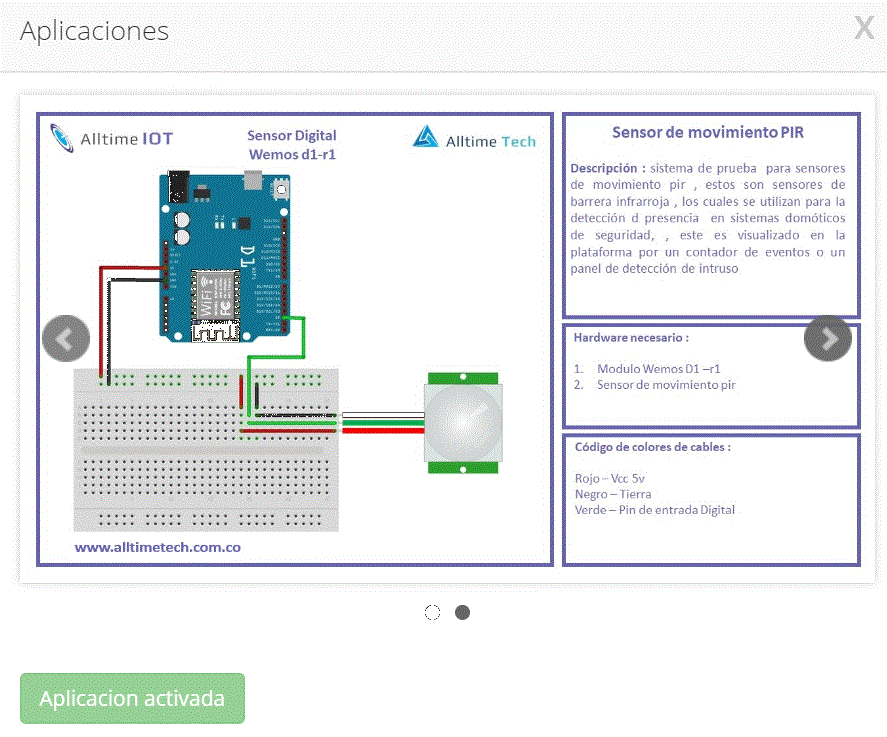 Aplicaciones
X
Alltime IOT
Sensor Digital
Wemos d1-r1
Alltime Tech
WiFi
FC
www.alltimetech.com.co
Sensor de movimiento PIR
Descripción : sistema de prueba para sensores
de movimiento pir , estos son sensores de
barrera infrarroja , los cuales se utilizan para la
detección d presencia en sistemas domóticos
de seguridad, , este es visualizado en la
plataforma por un contador de eventos o un
panel de detección de intruso
Hardware necesario :
1. Modulo Wemos D1 –r1
2. Sensor de movimiento pir
Código de colores de cables :
Rojo – Vcc 5v
Negro – Tierra
Verde – Pin de entrada Digital
Aplicacion activada